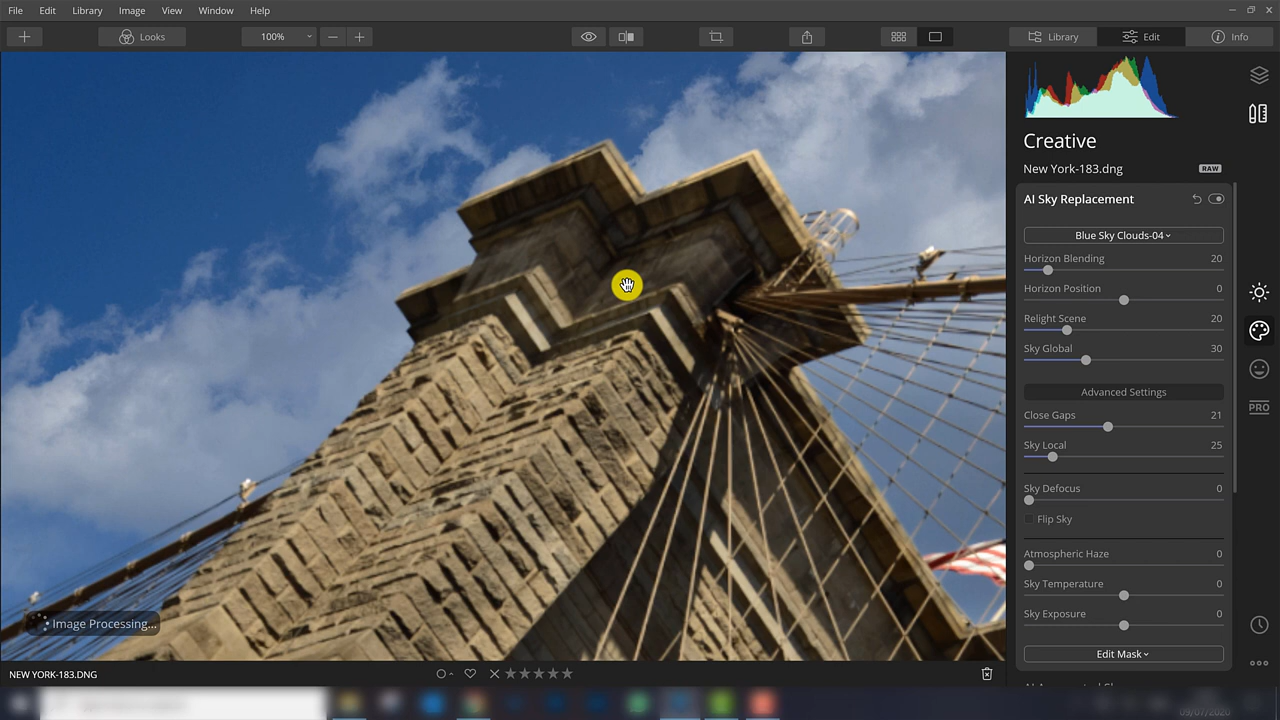 File Edit Library Image View Window Help
Looks 100% Library Edit Info
Creative
New York-183.dng RAW
AI Sky Replacement
Blue Sky Clouds-04
Horizon Blending 20
Horizon Position 0
Relight Scene 20
Sky Global 30
Advanced Settings
Close Gaps 21
Sky Local 25
Sky Defocus 0
Flip Sky
Atmospheric Haze 0
Sky Temperature 0
Sky Exposure 0
PRO
Image Processing...
Edit Mask
NEW YORK-183.DNG
09/07/2020